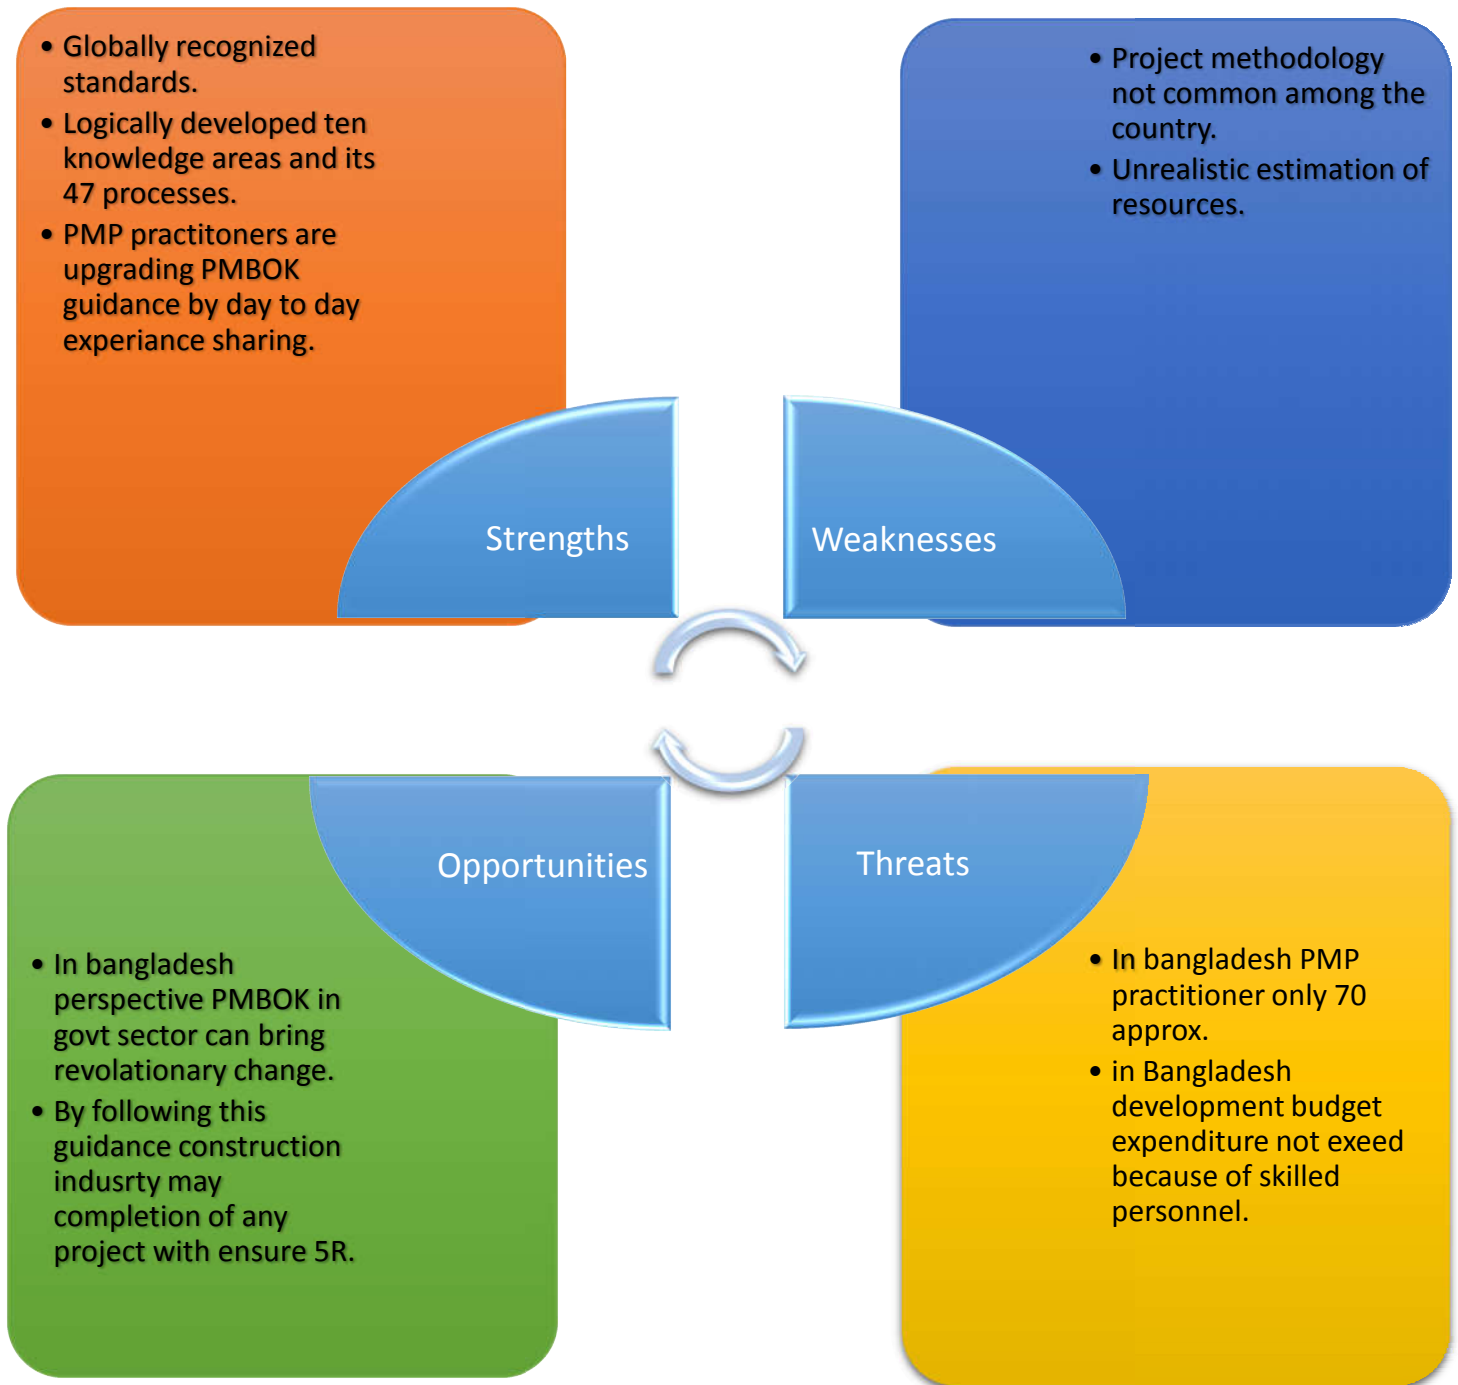 • Globally recognized
standards.
• Logically developed ten
knowledge areas and its
47 processes.
• PMP practitoners are
upgrading PMBOK
guidance by day to day
experiance sharing.
Strengths
• Project methodology
not common among the
country.
• Unrealistic estimation of
resources.
Weaknesses
Opportunities
• In bangladesh
perspective PMBOK in
govt sector can bring
revolationary change.
• By following this
guidance construction
indusrty may
completion of any
project with ensure 5R.
Threats
• In bangladesh PMP
practitioner only 70
approx.
• in Bangladesh
development budget
expenditure not exeed
because of skilled
personnel.